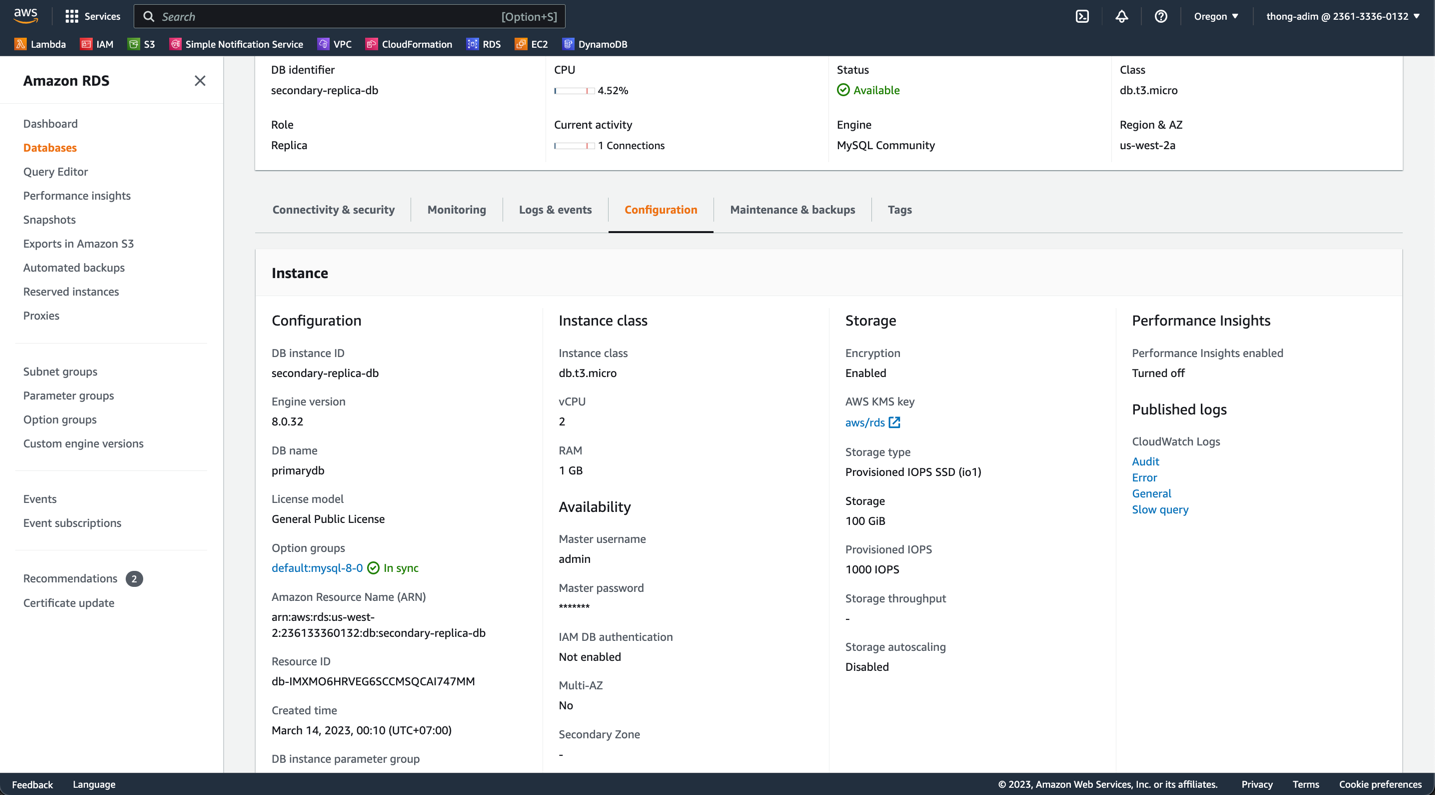 aws
Services
Search
[Option+S]
Oregon
thong-adim @ 2361-3336-0132
Lambda
IAM
S3
Simple Notification Service
VPC
CloudFormation
RDS
EC2
DynamoDB
Amazon RDS
Dashboard
Databases
Query Editor
Performance insights
Snapshots
Exports in Amazon S3
Automated backups
Reserved instances
Proxies
Subnet groups
Parameter groups
Option groups
Custom engine versions
Events
Event subscriptions
Recommendations 2
Certificate update
DB identifier
secondary-replica-db
CPU
4.52%
Status
Available
Class
db.t3.micro
Role
Replica
Current activity
1 Connections
Engine
MySQL Community
Region & AZ
us-west-2a
Connectivity & security
Monitoring
Logs & events
Configuration
Maintenance & backups
Tags
Instance
Configuration
DB instance ID
secondary-replica-db
Engine version
8.0.32
DB name
primarydb
License model
General Public License
Option groups
default:mysql-8-0 In sync
Amazon Resource Name (ARN)
arn:aws:rds:us-west-
2:236133360132:db:secondary-replica-db
Resource ID
db-IMXMO6HRVEG6SCCMSQCAI747MM
Created time
March 14, 2023, 00:10 (UTC+07:00)
DB instance parameter group
Instance class
Instance class
db.t3.micro
vCPU
2
RAM
1 GB
Availability
Master username
admin
Master password
*******
IAM DB authentication
Not enabled
Multi-AZ
No
Secondary Zone
-
Storage
Encryption
Enabled
AWS KMS key
aws/rds
Storage type
Provisioned IOPS SSD (io1)
Storage
100 GiB
Provisioned IOPS
1000 IOPS
Storage throughput
-
Storage autoscaling
Disabled
Performance Insights
Performance Insights enabled
Turned off
Published logs
CloudWatch Logs
Audit
Error
General
Slow query
Feedback
Language
© 2023, Amazon Web Services, Inc. or its affiliates.
Privacy
Terms
Cookie preferences